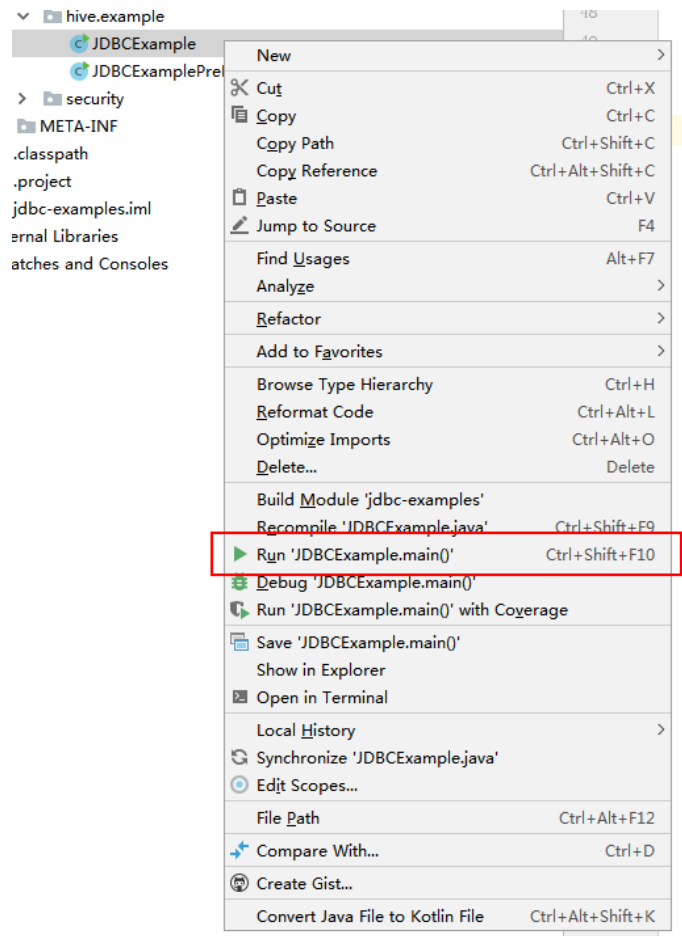 hive.example
48
JDBCExample
JDBCExamplePre
security
META-INF
.classpath
.project
jdbc-examples.iml
ernal Libraries
atches and Consoles
New
Cut Ctrl+X
Copy Ctrl+C
Copy Path Ctrl+Shift+C
Copy Reference Ctrl+Alt+Shift+C
Paste Ctrl+V
Jump to Source F4
Find Usages Alt+F7
Analyze
Refactor
Add to Favorites
Browse Type Hierarchy Ctrl+H
Reformat Code Ctrl+Alt+L
Optimize Imports Ctrl+Alt+O
Delete... Delete
Build Module 'jdbc-examples'
Recompile 'JDBCExample.java' Ctrl+Shift+F9
Run 'JDBCExample.main()' Ctrl+Shift+F10
Debug 'JDBCExample.main()'
Run 'JDBCExample.main()' with Coverage
Save 'JDBCExample.main()'
Show in Explorer
Open in Terminal
Local History
Synchronize 'JDBCExample.java'
Edit Scopes...
File Path Ctrl+Alt+F12
Compare With... Ctrl+D
Create Gist...
Convert Java File to Kotlin File Ctrl+Alt+Shift+K